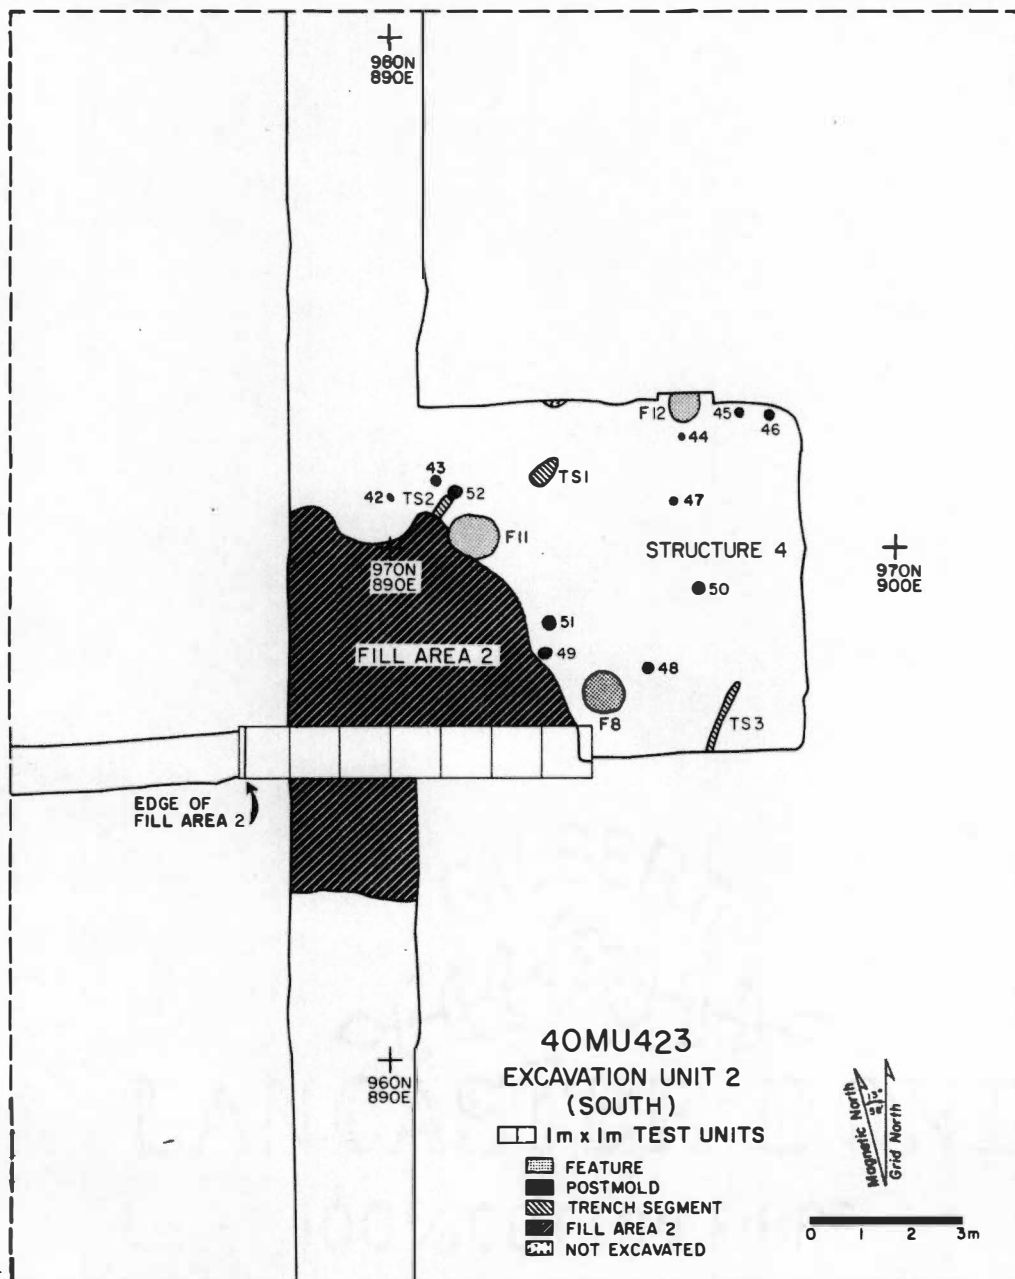 980N
890E
F12
45
46
44
43
TS1
42
TS2
52
47
F11
STRUCTURE 4
970N
890E
970N
900E
50
51
FILL AREA 2
49
48
F8
TS3
EDGE OF
FILL AREA 2
960N
890E
40MU423
EXCAVATION UNIT 2
(SOUTH)
1m x 1m TEST UNITS
FEATURE
POSTMOLD
TRENCH SEGMENT
FILL AREA 2
NOT EXCAVATED
Magnetic North
Grid North
0 1 2 3m